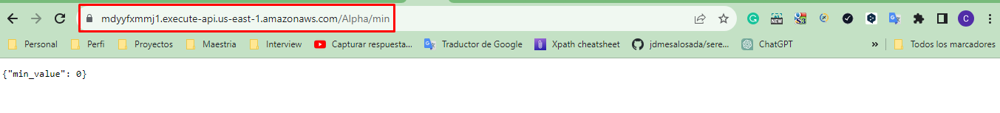 mdyyfxmmj1.execute-api.us-east-1.amazonaws.com/Alpha/min NEW S3 C
Personal Perfi Proyectos Maestria Interview Capturar respuesta... Traductor de Google Xpath cheatsheet jdmesalosada/sere... ChatGPT » Todos los marcadores
{"min_value": 0}